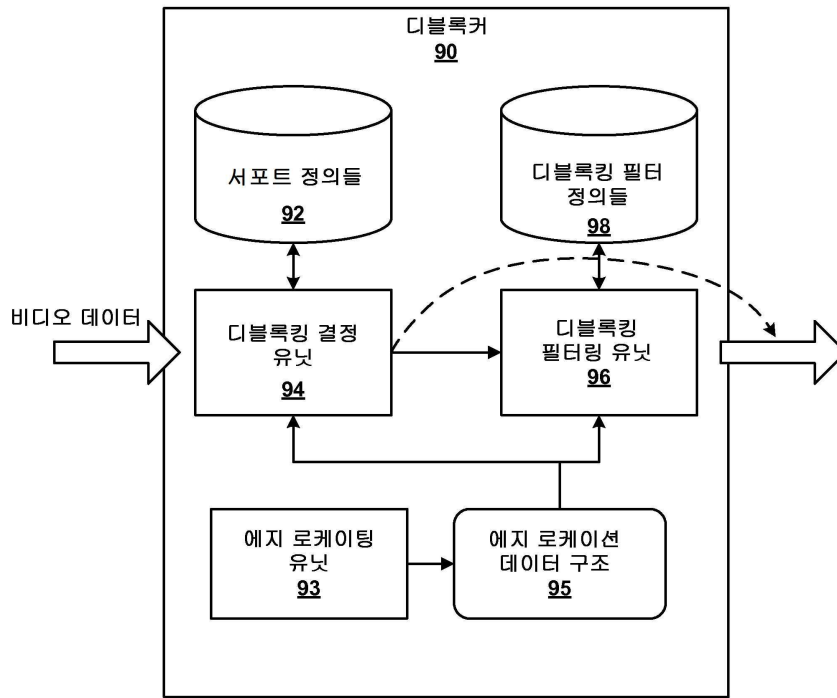 디블록커
90
서포트 정의들
92
디블록킹 필터
정의들
98
비디오 데이터
디블록킹 결정
유닛
94
디블록킹
필터링 유닛
96
에지 로케이팅
유닛
93
에지 로케이션
데이터 구조
95